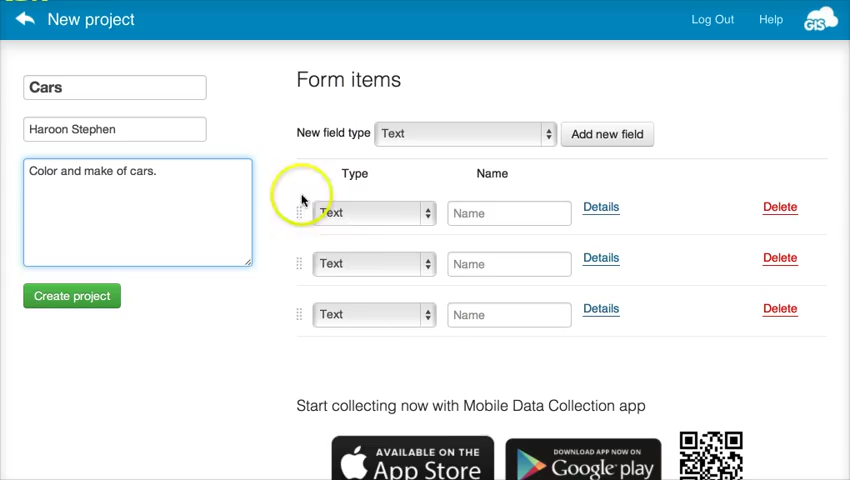 New project
Log Out
Help
GIS
Cars
Haroon Stephen
Color and make of cars.
Create project
Form items
New field type
Text
Add new field
Type
Name
Text
Name
Details
Delete
Text
Name
Details
Delete
Text
Name
Details
Delete
Start collecting now with Mobile Data Collection app
AVAILABLE ON THE
App Store
DOWNLOAD APP NOW ON
Google play